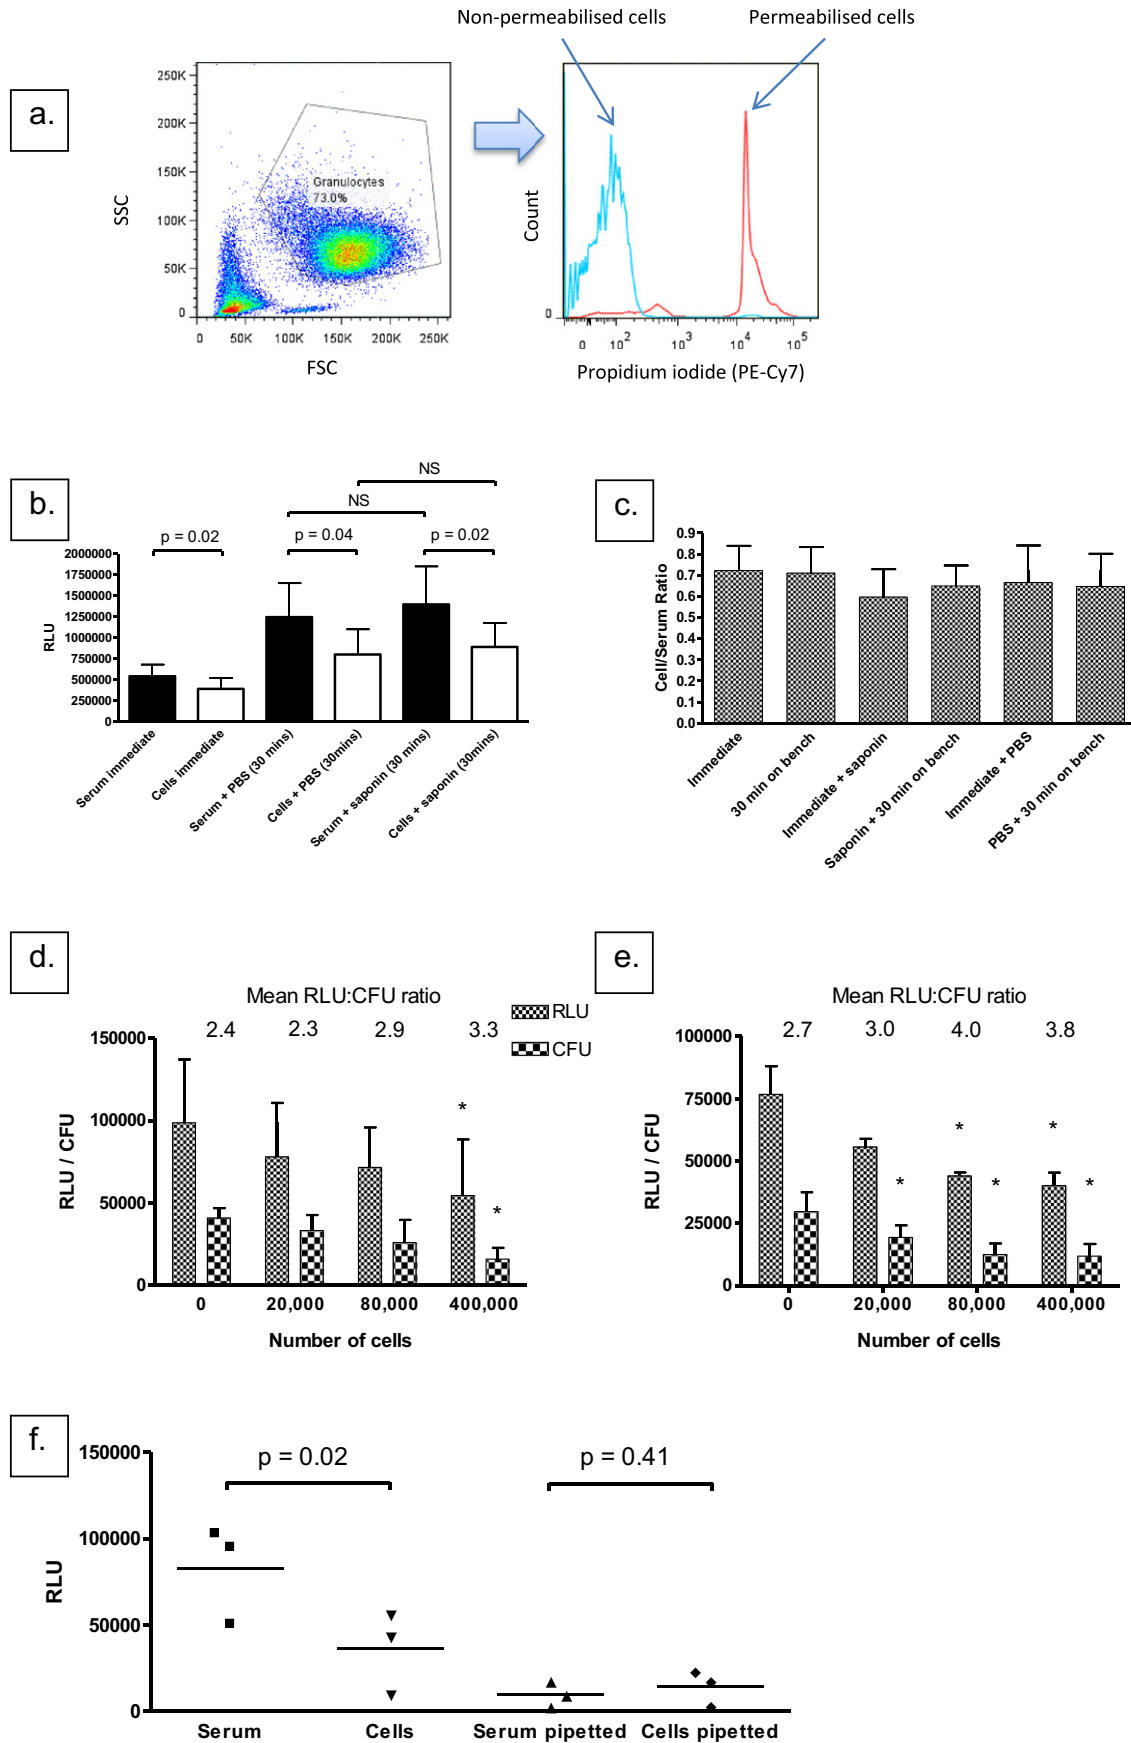 Non-permeabilised cells
Permeabilised cells
a.
250K
200K
150K
100K
50K
0
SSC
Granulocytes
73.0%
0 50K 100K 150K 200K 250K
FSC
Count
0
0 10^2 10^3 10^4 10^5
Propidium iodide (PE-Cy7)
b.
NS
NS
p = 0.02
p = 0.04
p = 0.02
2000000
1750000
1500000
1250000
1000000
750000
500000
250000
0
RLU
Serum immediate
Cells immediate
Serum + PBS (30 mins)
Cells + PBS (30mins)
Serum + saponin (30 mins)
Cells + saponin (30mins)
c.
0.9
0.8
0.7
0.6
0.5
0.4
0.3
0.2
0.1
0.0
Cell/Serum Ratio
Immediate
30 min on bench
Immediate + saponin
Saponin + 30 min on bench
Immediate + PBS
PBS + 30 min on bench
d.
Mean RLU:CFU ratio
2.4 2.3 2.9 3.3
RLU
CFU
150000
100000
50000
0
RLU / CFU
*
*
0 20,000 80,000 400,000
Number of cells
e.
Mean RLU:CFU ratio
2.7 3.0 4.0 3.8
100000
75000
50000
25000
0
RLU / CFU
*
*
*
*
*
0 20,000 80,000 400,000
Number of cells
f.
p = 0.02
p = 0.41
150000
100000
50000
0
RLU
Serum Cells Serum pipetted Cells pipetted